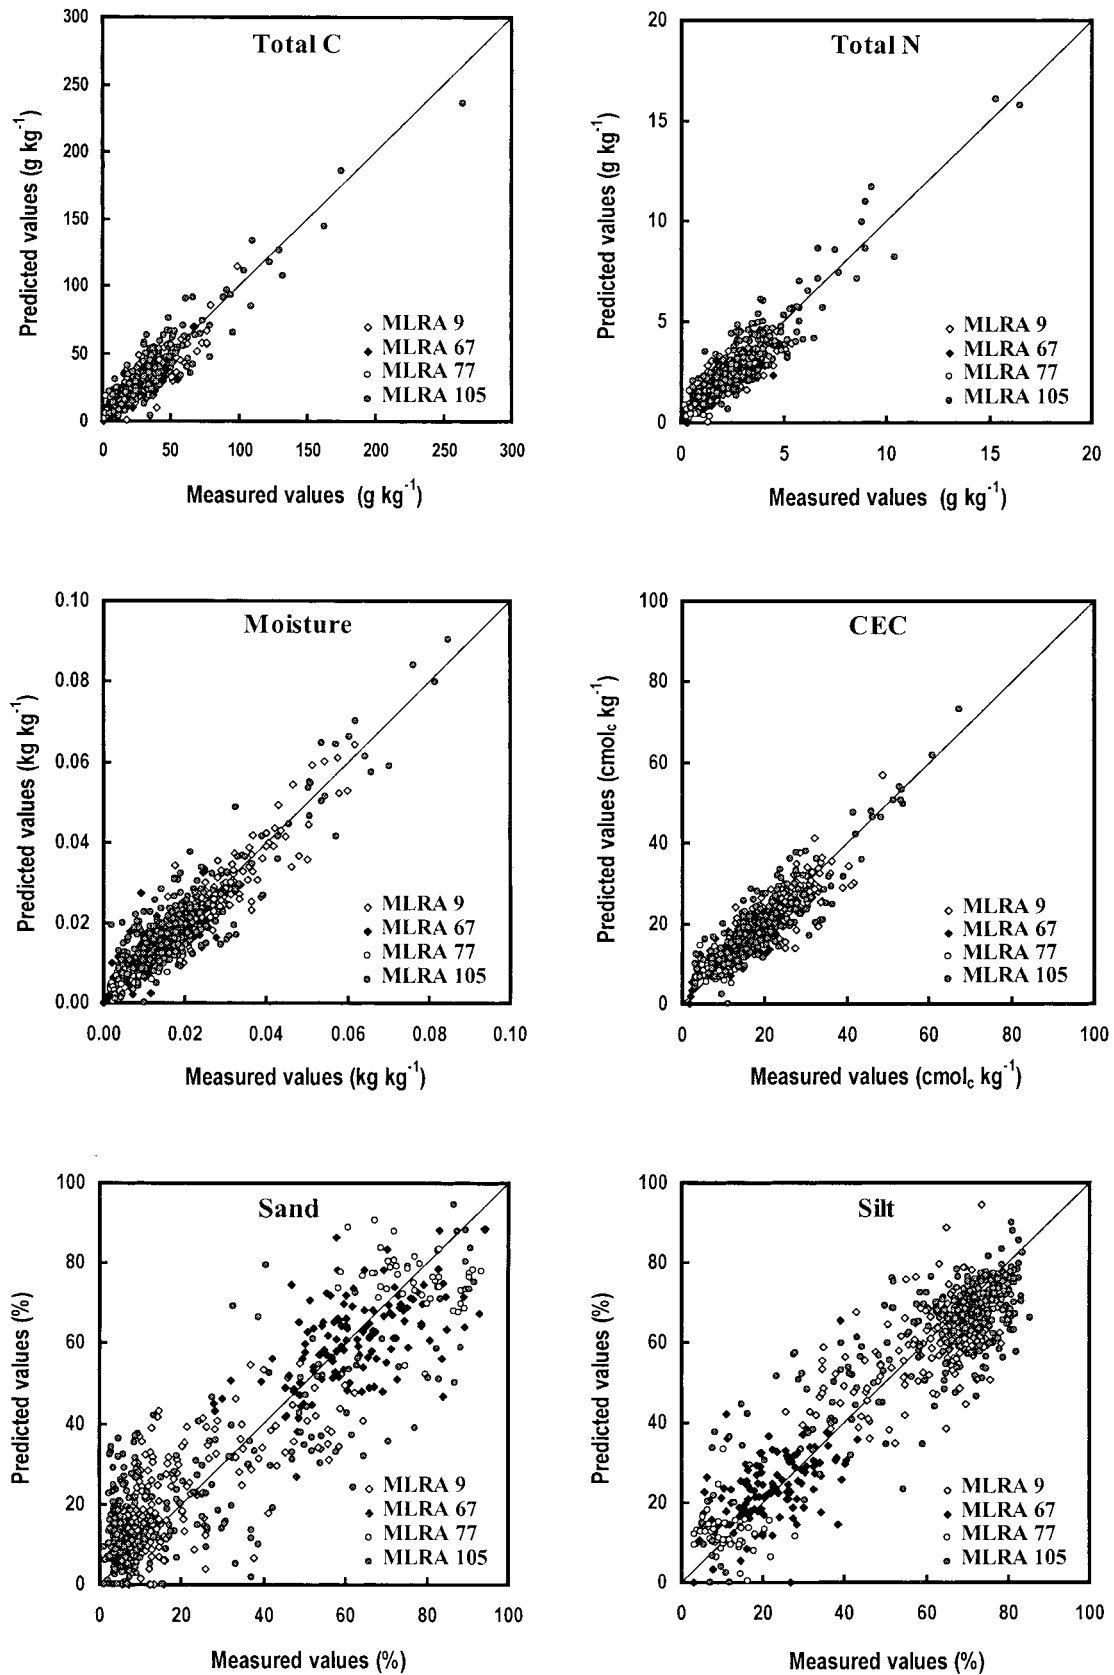 Total C
300
250
200
150
100
50
0
Predicted values (g kg⁻¹)
MLRA 9
MLRA 67
MLRA 77
MLRA 105
0 50 100 150 200 250 300
Measured values (g kg⁻¹)
Total N
20
15
10
5
0
Predicted values (g kg⁻¹)
MLRA 9
MLRA 67
MLRA 77
MLRA 105
0 5 10 15 20
Measured values (g kg⁻¹)
Moisture
0.10
0.08
0.06
0.04
0.02
0.00
Predicted values (kg kg⁻¹)
MLRA 9
MLRA 67
MLRA 77
MLRA 105
0.00 0.02 0.04 0.06 0.08 0.10
Measured values (kg kg⁻¹)
CEC
100
80
60
40
20
0
Predicted values (cmol_c kg⁻¹)
MLRA 9
MLRA 67
MLRA 77
MLRA 105
0 20 40 60 80 100
Measured values (cmol_c kg⁻¹)
Sand
100
80
60
40
20
0
Predicted values (%)
MLRA 9
MLRA 67
MLRA 77
MLRA 105
0 20 40 60 80 100
Measured values (%)
Silt
100
80
60
40
20
0
Predicted values (%)
MLRA 9
MLRA 67
MLRA 77
MLRA 105
0 20 40 60 80 100
Measured values (%)